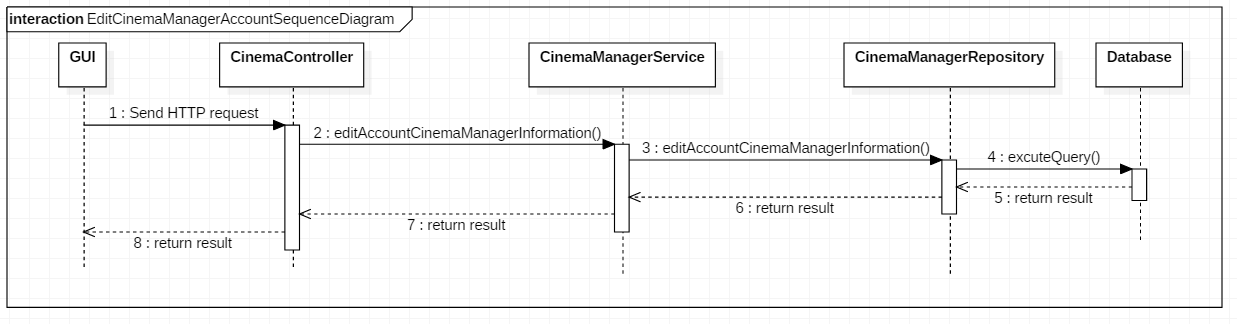 interaction EditCinemaManagerAccountSequenceDiagram
GUI
CinemaController
CinemaManagerService
CinemaManagerRepository
Database
1 : Send HTTP request
2 : editAccountCinemaManagerInformation()
3 : editAccountCinemaManagerInformation()
4 : excuteQuery()
5 : return result
6 : return result
7 : return result
8 : return result